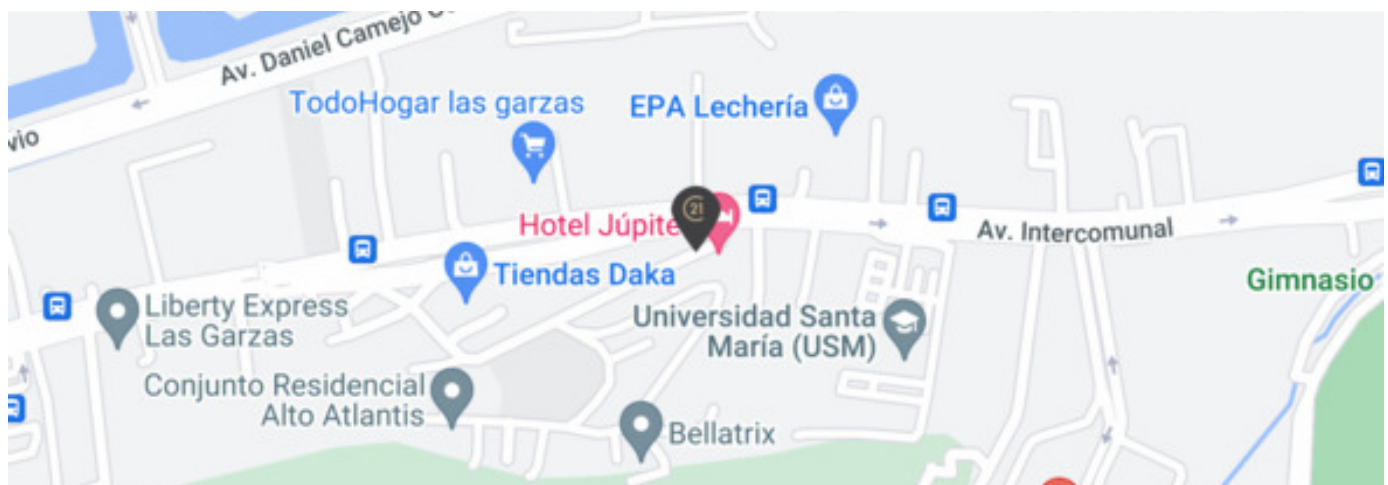 Av. Daniel Camejo
TodoHogar las garzas
EPA Lechería
vio
21
Hotel Júpite
Av. Intercomunal
Tiendas Daka
Gimnasio
Liberty Express
Las Garzas
Universidad Santa
María (USM)
Conjunto Residencial
Alto Atlantis
Bellatrix